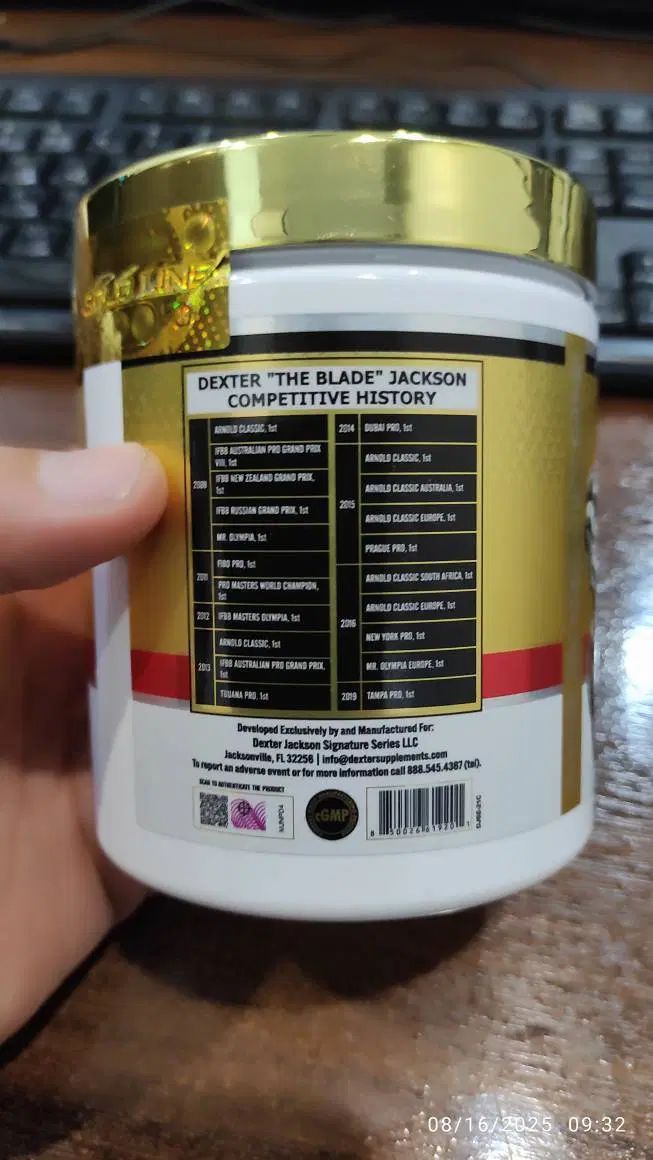 DEXTER "THE BLADE" JACKSON
COMPETITIVE HISTORY
2008
ARNOLD CLASSIC, 1st
IFBB AUSTRALIAN PRO GRAND PRIX
VIII, 1st
IFBB NEW ZEALAND GRAND PRIX,
1st
IFBB RUSSIAN GRAND PRIX, 1st
MR. OLYMPIA, 1st
2011
FIBO PRO, 1st
PRO MASTERS WORLD CHAMPION,
1st
2012
IFBB MASTERS OLYMPIA, 1st
2013
ARNOLD CLASSIC, 1st
IFBB AUSTRALIAN PRO GRAND PRIX,
1st
TIJUANA PRO, 1st
2014
DUBAI PRO, 1st
2015
ARNOLD CLASSIC, 1st
ARNOLD CLASSIC AUSTRALIA, 1st
ARNOLD CLASSIC EUROPE, 1st
PRAGUE PRO, 1st
2016
ARNOLD CLASSIC SOUTH AFRICA, 1st
ARNOLD CLASSIC EUROPE, 1st
NEW YORK PRO, 1st
MR. OLYMPIA EUROPE, 1st
2019
TAMPA PRO, 1st
Developed Exclusively by and Manufactured For:
Dexter Jackson Signature Series LLC
Jacksonville, FL 32256 | info@dextersupplements.com
To report an adverse event or for more information call 888.545.4387 (tel).
SCAN TO AUTHENTICATE THE PRODUCT
cGMP
8 50026 61920 1
08/16/2025 09:32